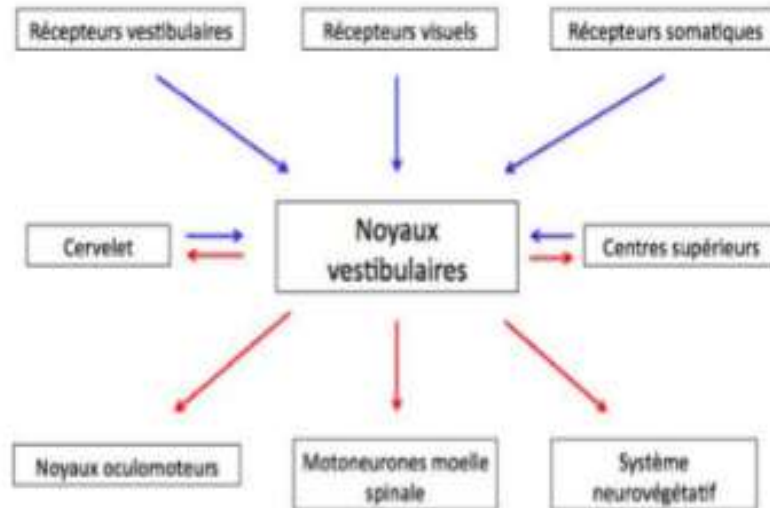 Récepteurs vestibulaires
Récepteurs visuels
Récepteurs somatiques
Cervelet
Noyaux
vestibulaires
Centres supérieurs
Noyaux oculomoteurs
Motoneurones moelle
spinale
Système
neurovégétatif